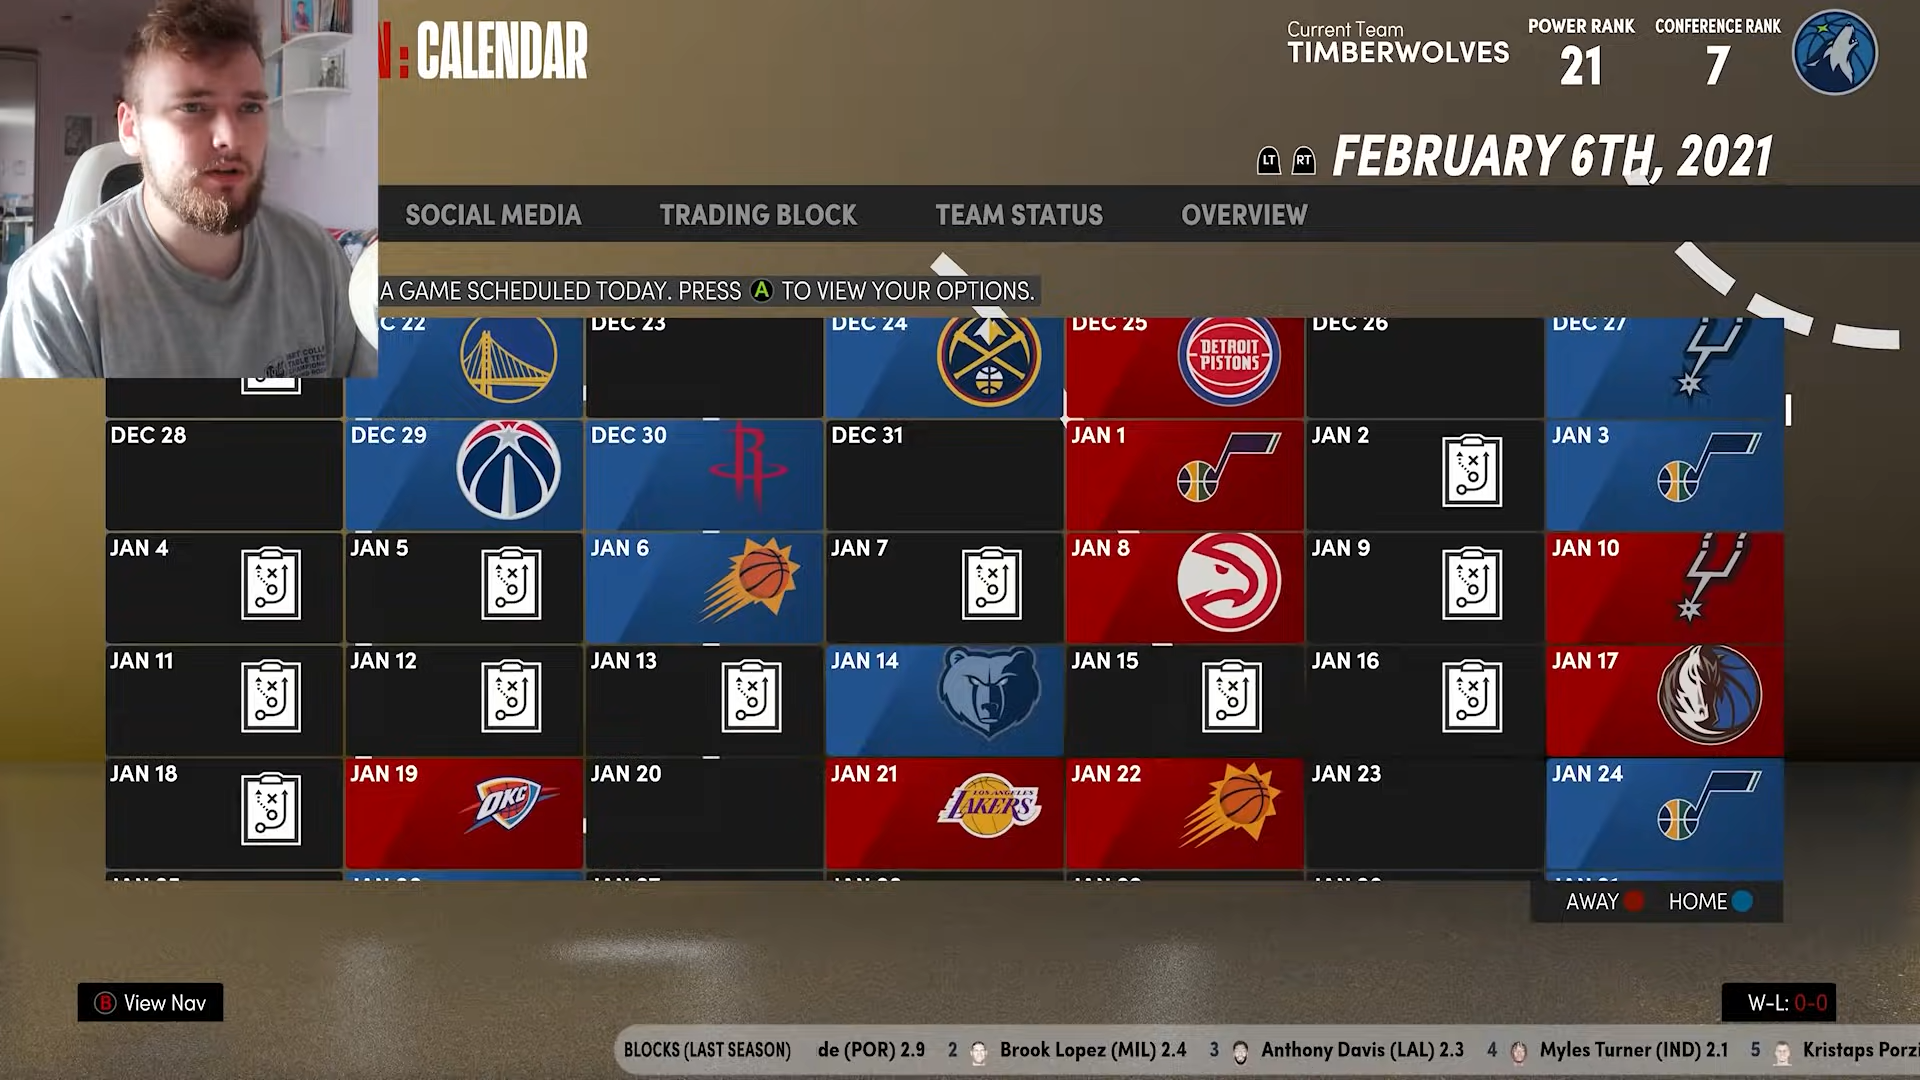 N: CALENDAR
Current Team
TIMBERWOLVES
POWER RANK
21
CONFERENCE RANK
7
LT RT FEBRUARY 6TH, 2021
SOCIAL MEDIA TRADING BLOCK TEAM STATUS OVERVIEW
A GAME SCHEDULED TODAY. PRESS A TO VIEW YOUR OPTIONS.
C 22 DEC 23 DEC 24 DEC 25 DETROIT PISTONS DEC 26 DEC 27
DEC 28 DEC 29 DEC 30 R DEC 31 JAN 1 JAN 2 JAN 3
JAN 4 JAN 5 JAN 6 JAN 7 JAN 8 JAN 9 JAN 10
JAN 11 JAN 12 JAN 13 JAN 14 JAN 15 JAN 16 JAN 17
JAN 18 JAN 19 OKC JAN 20 JAN 21 LOS ANGELES LAKERS JAN 22 JAN 23 JAN 24
AWAY HOME
B View Nav
W-L: 0-0
BLOCKS (LAST SEASON) de (POR) 2.9 2 Brook Lopez (MIL) 2.4 3 Anthony Davis (LAL) 2.3 4 Myles Turner (IND) 2.1 5 Kristaps Porzi